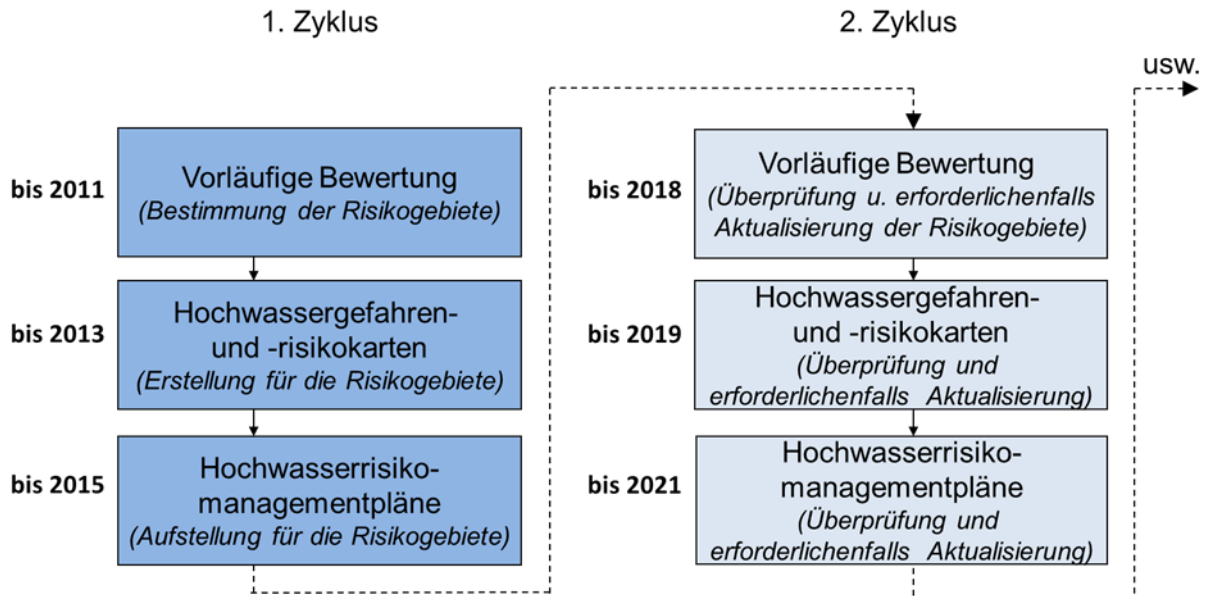 1. Zyklus
bis 2011
Vorläufige Bewertung
(Bestimmung der Risikogebiete)
bis 2013
Hochwassergefahren-
und -risikokarten
(Erstellung für die Risikogebiete)
bis 2015
Hochwasserrisiko-
managementpläne
(Aufstellung für die Risikogebiete)
2. Zyklus
usw.
bis 2018
Vorläufige Bewertung
(Überprüfung u. erforderlichenfalls
Aktualisierung der Risikogebiete)
bis 2019
Hochwassergefahren-
und -risikokarten
(Überprüfung und
erforderlichenfalls Aktualisierung)
bis 2021
Hochwasserrisiko-
managementpläne
(Überprüfung und
erforderlichenfalls Aktualisierung)